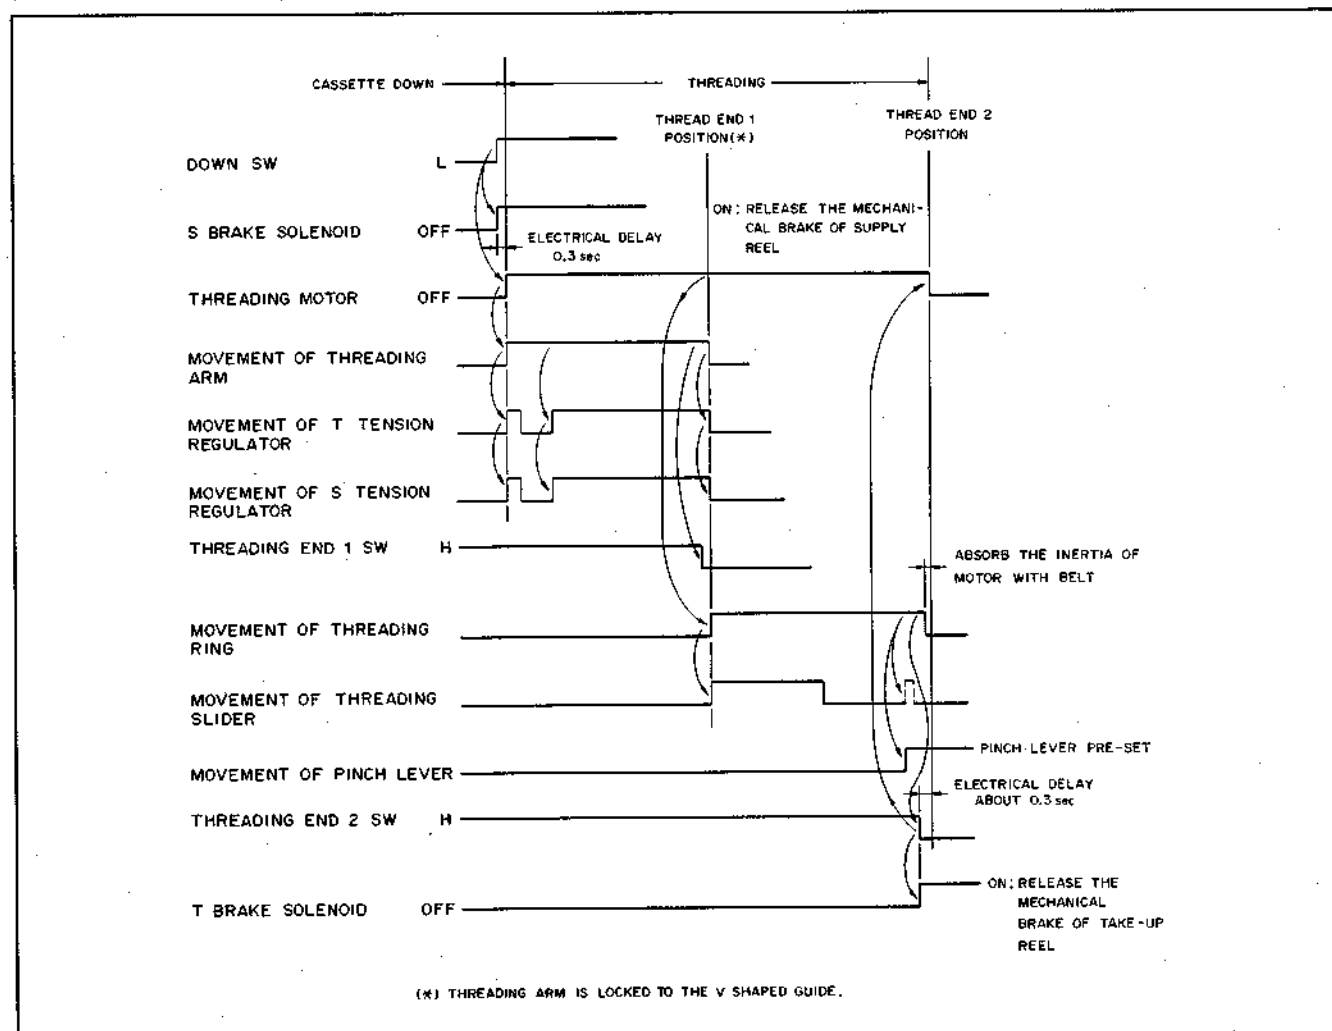 CASSETTE DOWN
THREADING
THREAD END 1
POSITION(*)
THREAD END 2
POSITION
DOWN SW L
S BRAKE SOLENOID OFF
ELECTRICAL DELAY
0.3 sec
ON; RELEASE THE MECHANI-
CAL BRAKE OF SUPPLY
REEL
THREADING MOTOR OFF
MOVEMENT OF THREADING
ARM
MOVEMENT OF T TENSION
REGULATOR
MOVEMENT OF S TENSION
REGULATOR
THREADING END 1 SW H
ABSORB THE INERTIA OF
MOTOR WITH BELT
MOVEMENT OF THREADING
RING
MOVEMENT OF THREADING
SLIDER
PINCH LEVER PRE-SET
MOVEMENT OF PINCH LEVER
ELECTRICAL DELAY
ABOUT 0.3 sec
THREADING END 2 SW H
T BRAKE SOLENOID OFF
ON; RELEASE THE
MECHANICAL
BRAKE OF TAKE-UP
REEL
(*) THREADING ARM IS LOCKED TO THE V SHAPED GUIDE.